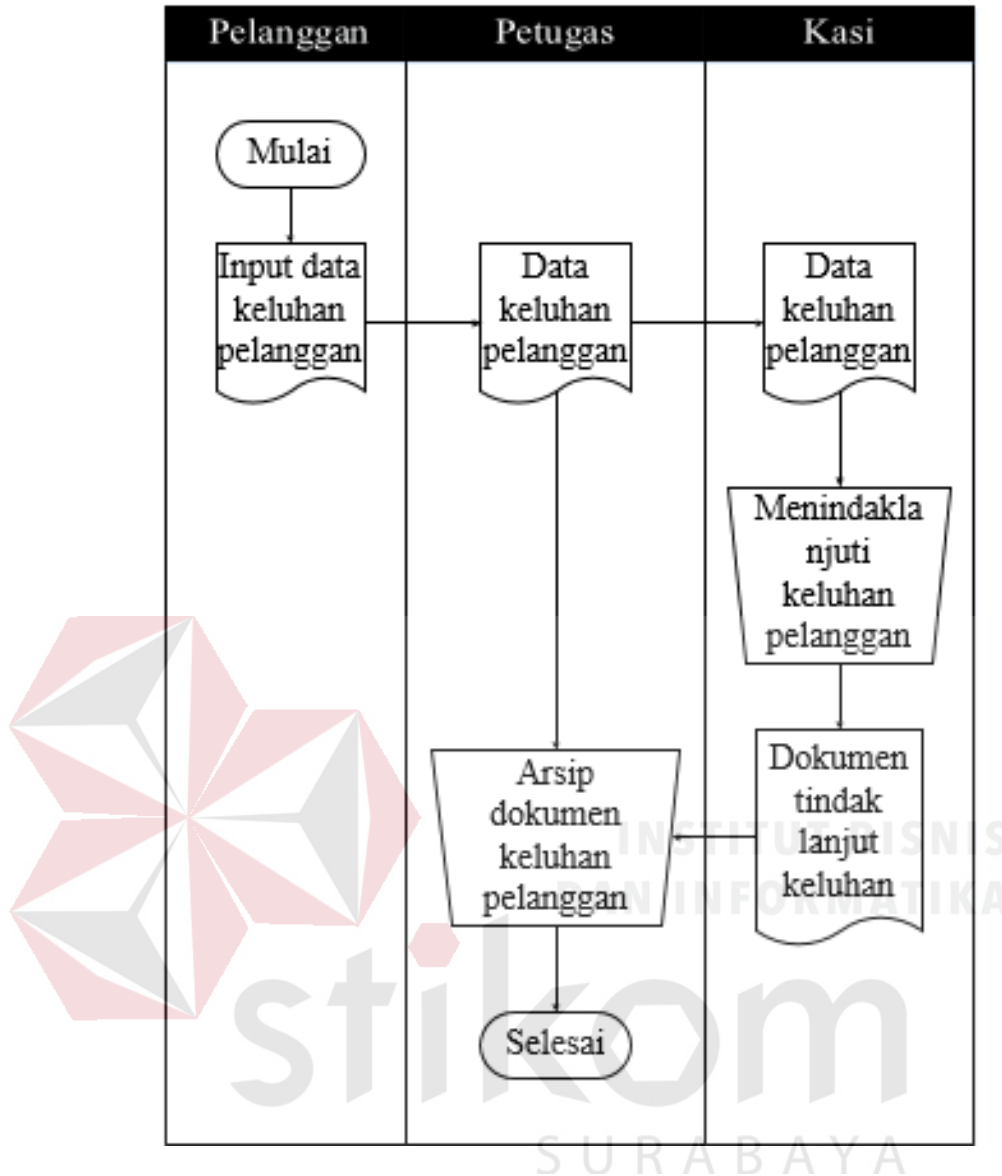 Pelanggan Petugas Kasi
Mulai
Input data
keluhan
pelanggan
Data
keluhan
pelanggan
Data
keluhan
pelanggan
Menindakla
njuti
keluhan
pelanggan
Dokumen
tindak
lanjut
keluhan
Arsip
dokumen
keluhan
pelanggan
Selesai
INSTITUT BISNIS
DAN INFORMATIKA
stikom
SURABAYA